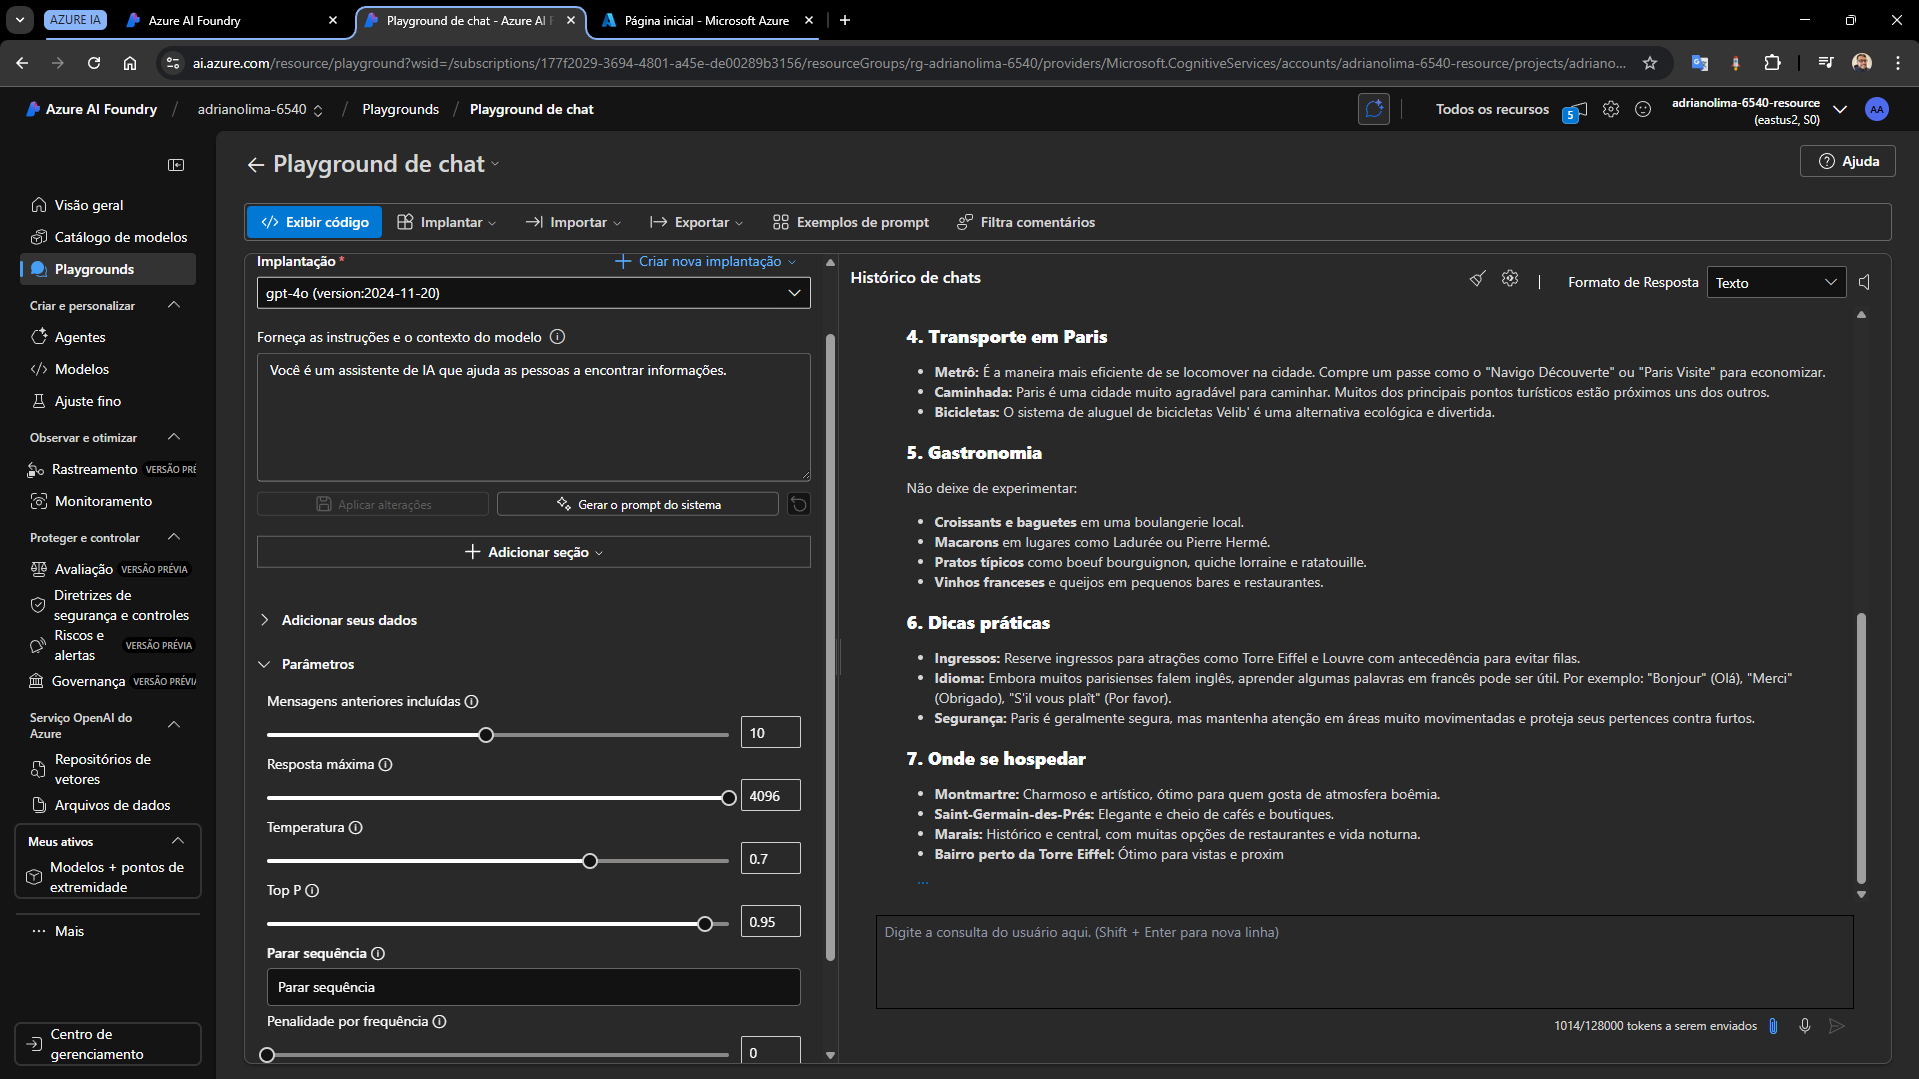 AZURE IA
Azure AI Foundry
Playground de chat - Azure AI F
Página inicial - Microsoft Azure
ai.azure.com/resource/playground?wsid=/subscriptions/177f2029-3694-4801-a45e-de00289b3156/resourceGroups/rg-adrianolima-6540/providers/Microsoft.CognitiveServices/accounts/adrianolima-6540-resource/projects/adriano...
Azure AI Foundry / adrianolima-6540 / Playgrounds / Playground de chat
Todos os recursos
5
adrianolima-6540-resource
(eastus2, S0)
AA
Visão geral
Catálogo de modelos
Playgrounds
Criar e personalizar
Agentes
Modelos
Ajuste fino
Observar e otimizar
Rastreamento VERSÃO PRÉ
Monitoramento
Proteger e controlar
Avaliação VERSÃO PRÉVIA
Diretrizes de
segurança e controles
Riscos e
alertas VERSÃO PRÉVIA
Governança VERSÃO PRÉVI
Serviço OpenAI do
Azure
Repositórios de
vetores
Arquivos de dados
Meus ativos
Modelos + pontos de
extremidade
Mais
Centro de
gerenciamento
Playground de chat
Ajuda
Exibir código
Implantar
Importar
Exportar
Exemplos de prompt
Filtra comentários
Implantação *
Criar nova implantação
gpt-4o (version:2024-11-20)
Forneça as instruções e o contexto do modelo
Você é um assistente de IA que ajuda as pessoas a encontrar informações.
Aplicar alterações
Gerar o prompt do sistema
Adicionar seção
Adicionar seus dados
Parâmetros
Mensagens anteriores incluídas
10
Resposta máxima
4096
Temperatura
0.7
Top P
0.95
Parar sequência
Parar sequência
Penalidade por frequência
0
Histórico de chats
Formato de Resposta
Texto
4. Transporte em Paris
Metrô: É a maneira mais eficiente de se locomover na cidade. Compre um passe como o "Navigo Découverte" ou "Paris Visite" para economizar.
Caminhada: Paris é uma cidade muito agradável para caminhar. Muitos dos principais pontos turísticos estão próximos uns dos outros.
Bicicletas: O sistema de aluguel de bicicletas Velib' é uma alternativa ecológica e divertida.
5. Gastronomia
Não deixe de experimentar:
Croissants e baguetes em uma boulangerie local.
Macarons em lugares como Ladurée ou Pierre Hermé.
Pratos típicos como boeuf bourguignon, quiche lorraine e ratatouille.
Vinhos franceses e queijos em pequenos bares e restaurantes.
6. Dicas práticas
Ingressos: Reserve ingressos para atrações como Torre Eiffel e Louvre com antecedência para evitar filas.
Idioma: Embora muitos parisienses falem inglês, aprender algumas palavras em francês pode ser útil. Por exemplo: "Bonjour" (Olá), "Merci"
(Obrigado), "S'il vous plaît" (Por favor).
Segurança: Paris é geralmente segura, mas mantenha atenção em áreas muito movimentadas e proteja seus pertences contra furtos.
7. Onde se hospedar
Montmartre: Charmoso e artístico, ótimo para quem gosta de atmosfera boêmia.
Saint-Germain-des-Prés: Elegante e cheio de cafés e boutiques.
Marais: Histórico e central, com muitas opções de restaurantes e vida noturna.
Bairro perto da Torre Eiffel: Ótimo para vistas e proxim
...
Digite a consulta do usuário aqui. (Shift + Enter para nova linha)
1014/128000 tokens a serem enviados